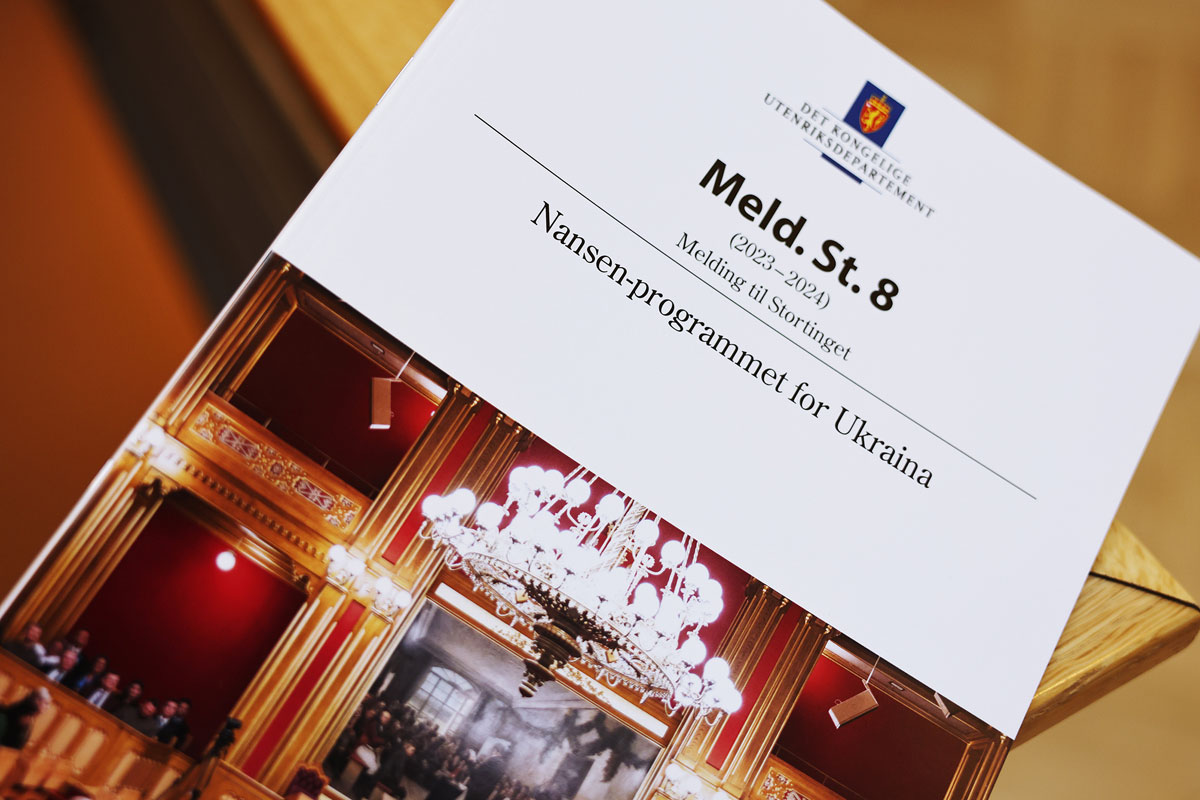 DET KONGELIGE
UTENRIKSDEPARTEMENT
Meld. St. 8
(2023–2024)
Melding til Stortinget
Nansen-programmet for Ukraina